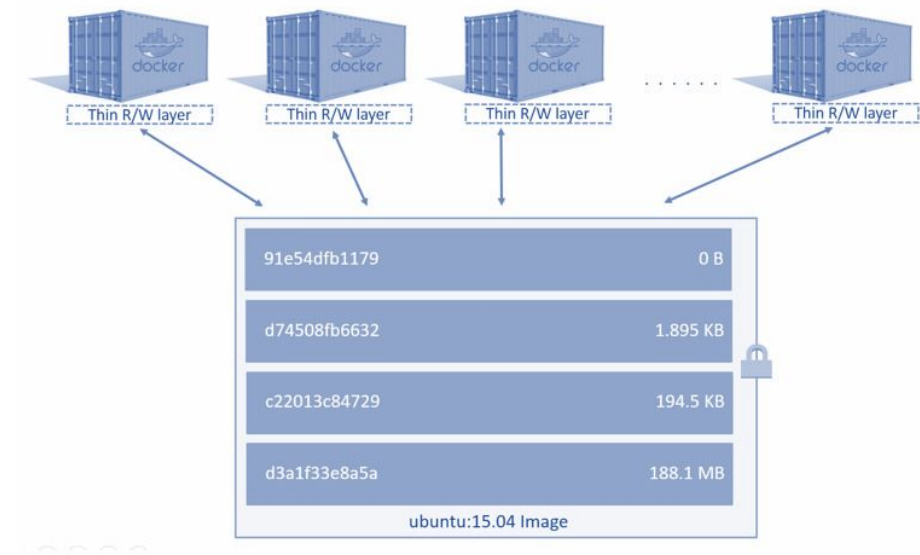 docker docker docker docker
Thin R/W layer Thin R/W layer Thin R/W layer . . . . . . Thin R/W layer
91e54dfb1179 0 B
d74508fb6632 1.895 KB
c22013c84729 194.5 KB
d3a1f33e8a5a 188.1 MB
ubuntu:15.04 Image